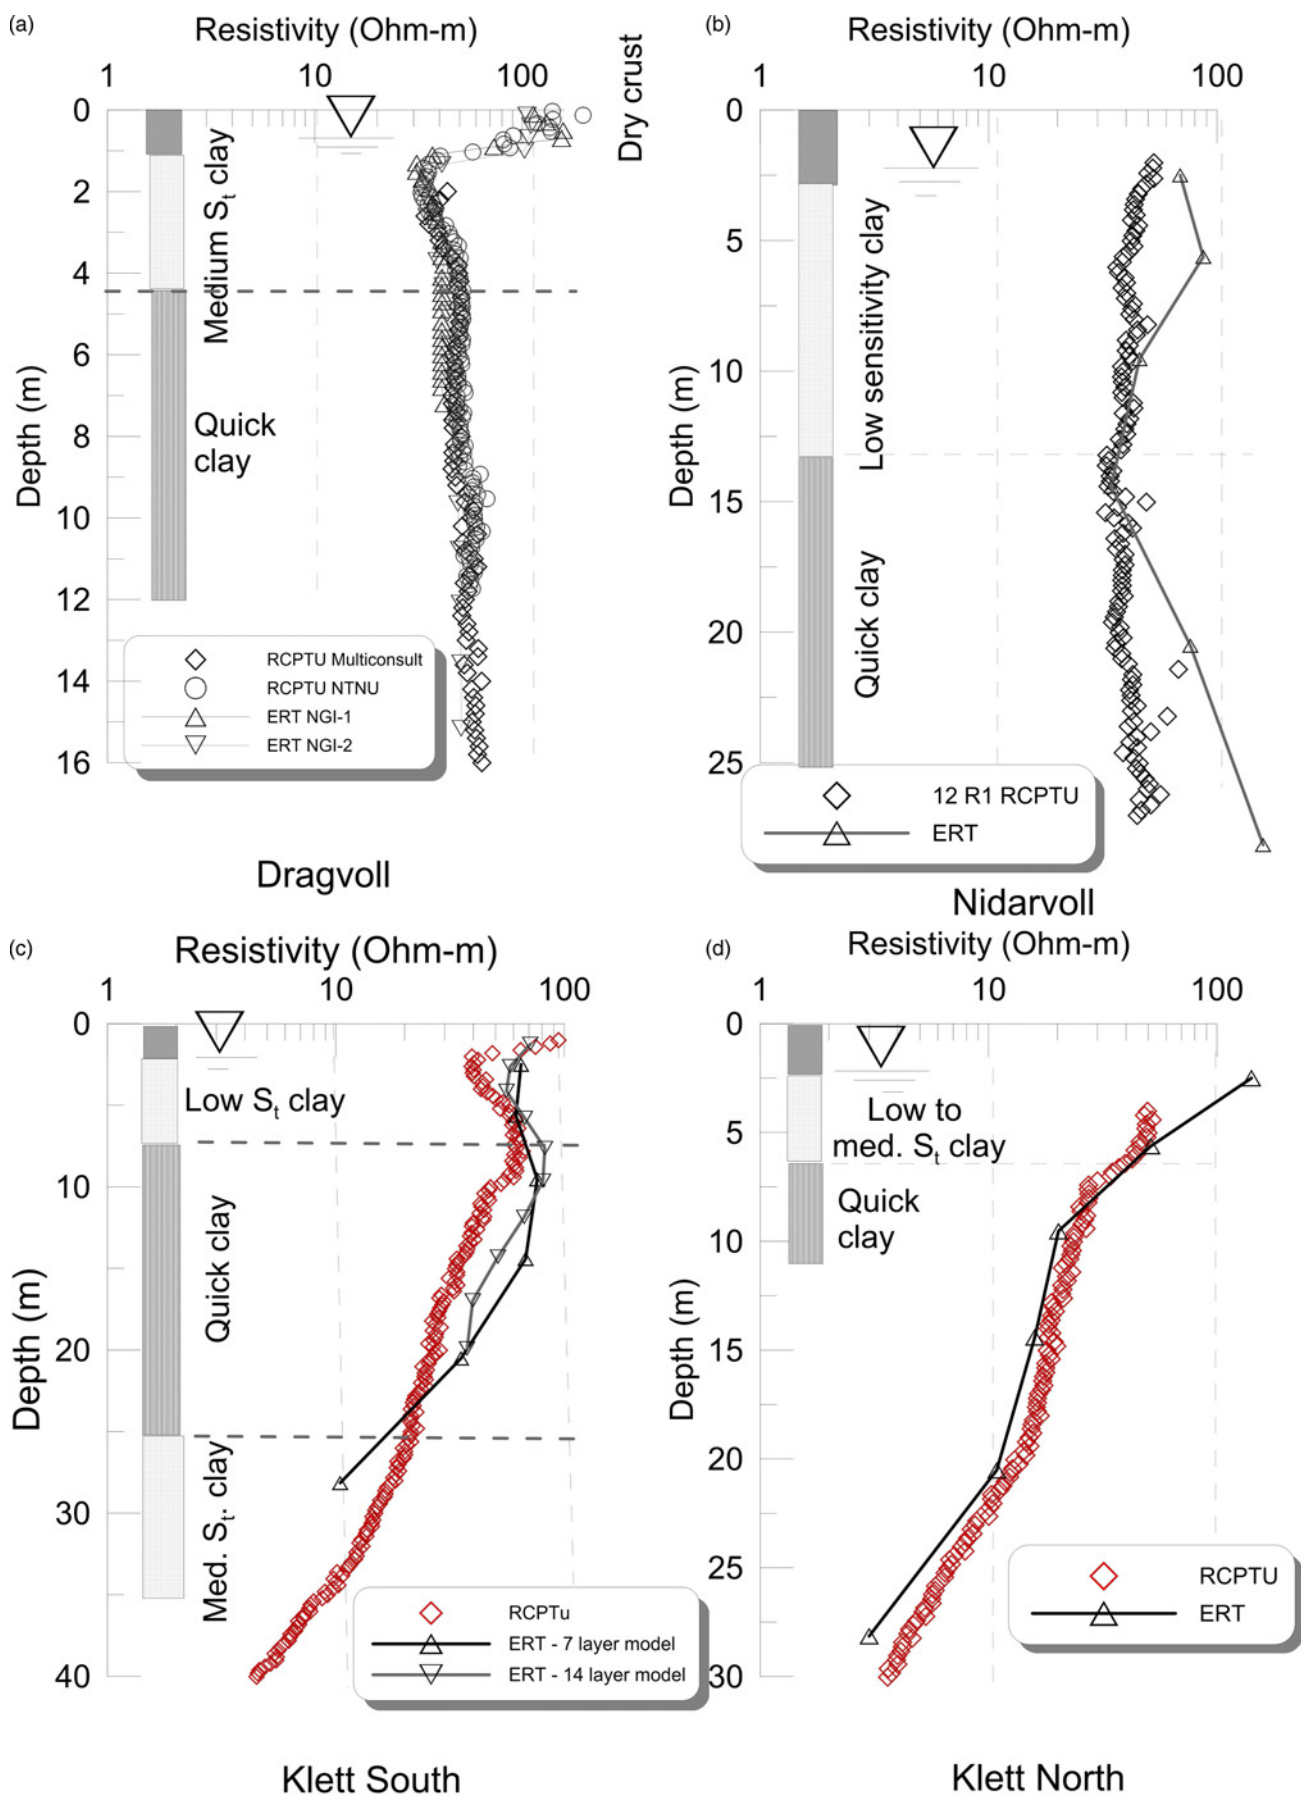 (a)
Resistivity (Ohm-m)
1 10 100
Dry crust
0
2
4
6
8
10
12
14
16
Depth (m)
Medium St clay
Quick
clay
RCPTU Multiconsult
RCPTU NTNU
ERT NGI-1
ERT NGI-2
Dragvoll
(b)
Resistivity (Ohm-m)
1 10 100
0
5
10
15
20
25
Depth (m)
Low sensitivity clay
Quick clay
12 R1 RCPTU
ERT
Nidarvoll
(c)
Resistivity (Ohm-m)
1 10 100
0
10
20
30
40
Depth (m)
Low St clay
Quick clay
Med. St. clay
RCPTu
ERT - 7 layer model
ERT - 14 layer model
Klett South
(d)
Resistivity (Ohm-m)
1 10 100
0
5
10
15
20
25
30
Depth (m)
Low to
med. St clay
Quick
clay
RCPTU
ERT
Klett North